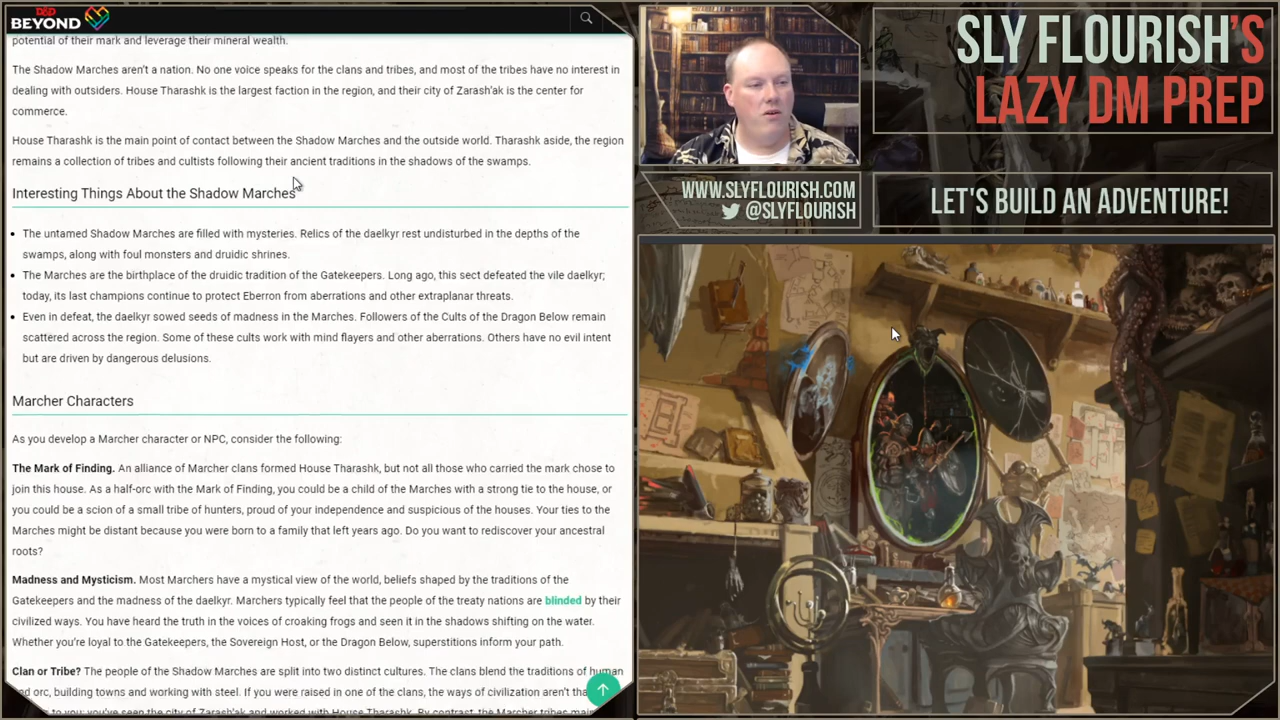 D&D
BEYOND
potential of their mark and leverage their mineral wealth.
The Shadow Marches aren't a nation. No one voice speaks for the clans and tribes, and most of the tribes have no interest in
dealing with outsiders. House Tharashk is the largest faction in the region, and their city of Zarash'ak is the center for
commerce.
House Tharashk is the main point of contact between the Shadow Marches and the outside world. Tharashk aside, the region
remains a collection of tribes and cultists following their ancient traditions in the shadows of the swamps.
Interesting Things About the Shadow Marches
• The untamed Shadow Marches are filled with mysteries. Relics of the daelkyr rest undisturbed in the depths of the
swamps, along with foul monsters and druidic shrines.
• The Marches are the birthplace of the druidic tradition of the Gatekeepers. Long ago, this sect defeated the vile daelkyr;
today, its last champions continue to protect Eberron from aberrations and other extraplanar threats.
• Even in defeat, the daelkyr sowed seeds of madness in the Marches. Followers of the Cults of the Dragon Below remain
scattered across the region. Some of these cults work with mind flayers and other aberrations. Others have no evil intent
but are driven by dangerous delusions.
Marcher Characters
As you develop a Marcher character or NPC, consider the following:
The Mark of Finding. An alliance of Marcher clans formed House Tharashk, but not all those who carried the mark chose to
join this house. As a half-orc with the Mark of Finding, you could be a child of the Marches with a strong tie to the house, or
you could be a scion of a small tribe of hunters, proud of your independence and suspicious of the houses. Your ties to the
Marches might be distant because you were born to a family that left years ago. Do you want to rediscover your ancestral
roots?
Madness and Mysticism. Most Marchers have a mystical view of the world, beliefs shaped by the traditions of the
Gatekeepers and the madness of the daelkyr. Marchers typically feel that the people of the treaty nations are blinded by their
civilized ways. You have heard the truth in the voices of croaking frogs and seen it in the shadows shifting on the water.
Whether you're loyal to the Gatekeepers, the Sovereign Host, or the Dragon Below, superstitions inform your path.
Clan or Tribe? The people of the Shadow Marches are split into two distinct cultures. The clans blend the traditions of human
and orc, building towns and working with steel. If you were raised in one of the clans, the ways of civilization aren't
to you; you've seen the city of Zarash'ak and worked with House Tharashk. By contrast, the Marcher tribes
SLY FLOURISH'S
LAZY DM PREP
WWW.SLYFLOURISH.COM
@SLYFLOURISH
LET'S BUILD AN ADVENTURE!